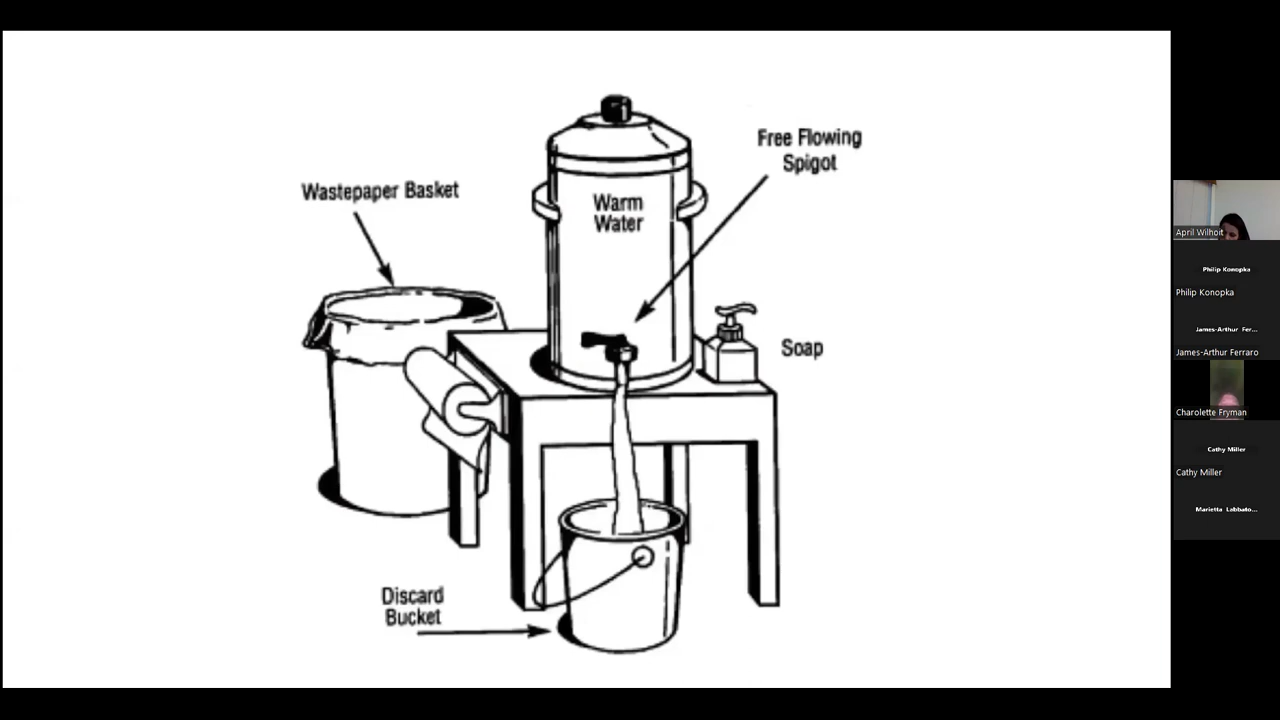 Free Flowing
Spigot
Wastepaper Basket
Warm
Water
Soap
Discard
Bucket
April Wilhoit
Philip Konopka
Philip Konopka
James-Arthur Fer...
James-Arthur Ferraro
Charolette Fryman
Cathy Miller
Cathy Miller
Marietta Labbato...